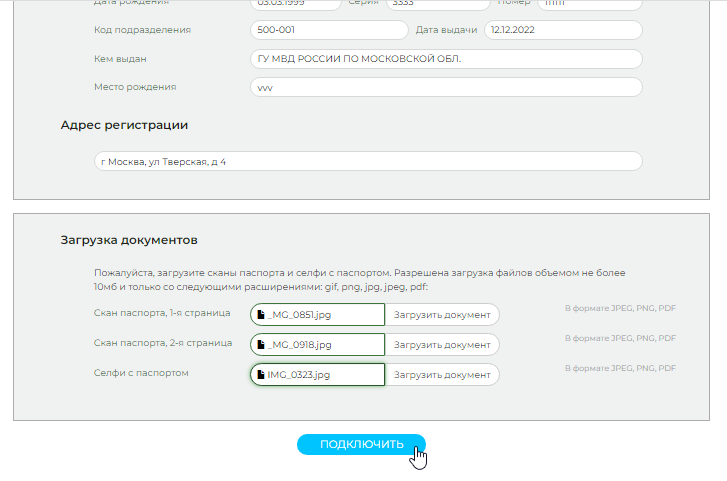 Дата рождения 03.03.1999 Серия 3333 Номер
Код подразделения 500-001 Дата выдачи 12.12.2022
Кем выдан ГУ МВД РОССИИ ПО МОСКОВСКОЙ ОБЛ.
Место рождения vvv
Адрес регистрации
г Москва, ул Тверская, д 4
Загрузка документов
Пожалуйста, загрузите сканы паспорта и селфи с паспортом. Разрешена загрузка файлов объемом не более
10мб и только со следующими расширениями: gif, png, jpg, jpeg, pdf:
Скан паспорта, 1-я страница _MG_0851.jpg Загрузить документ В формате JPEG, PNG, PDF
Скан паспорта, 2-я страница _MG_0918.jpg Загрузить документ В формате JPEG, PNG, PDF
Селфи с паспортом IMG_0323.jpg Загрузить документ В формате JPEG, PNG, PDF
ПОДКЛЮЧИТЬ